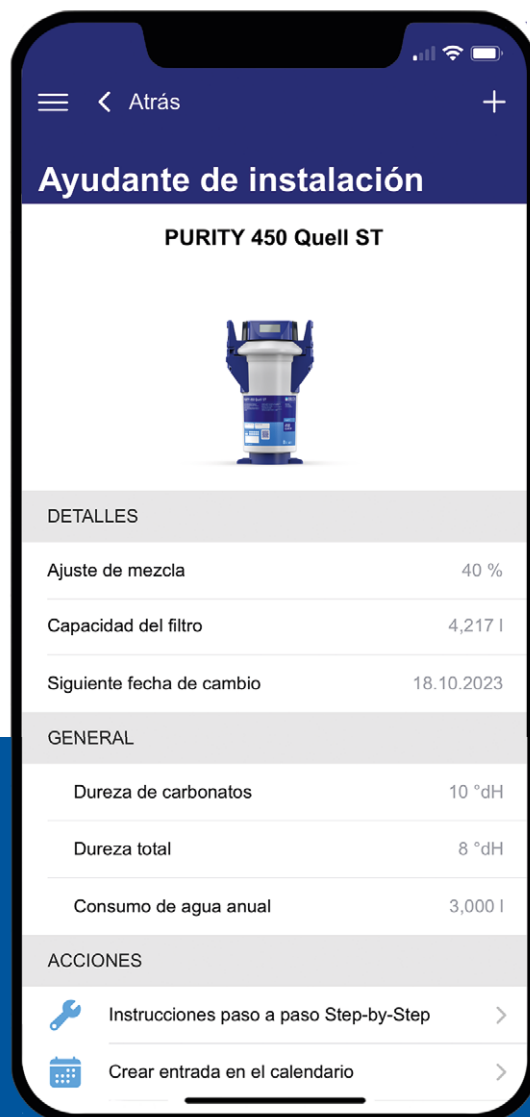 Atrás
Ayudante de instalación
PURITY 450 Quell ST
DETALLES
Ajuste de mezcla 40 %
Capacidad del filtro 4,217 l
Siguiente fecha de cambio 18.10.2023
GENERAL
Dureza de carbonatos 10 °dH
Dureza total 8 °dH
Consumo de agua anual 3,000 l
ACCIONES
Instrucciones paso a paso Step-by-Step
Crear entrada en el calendario